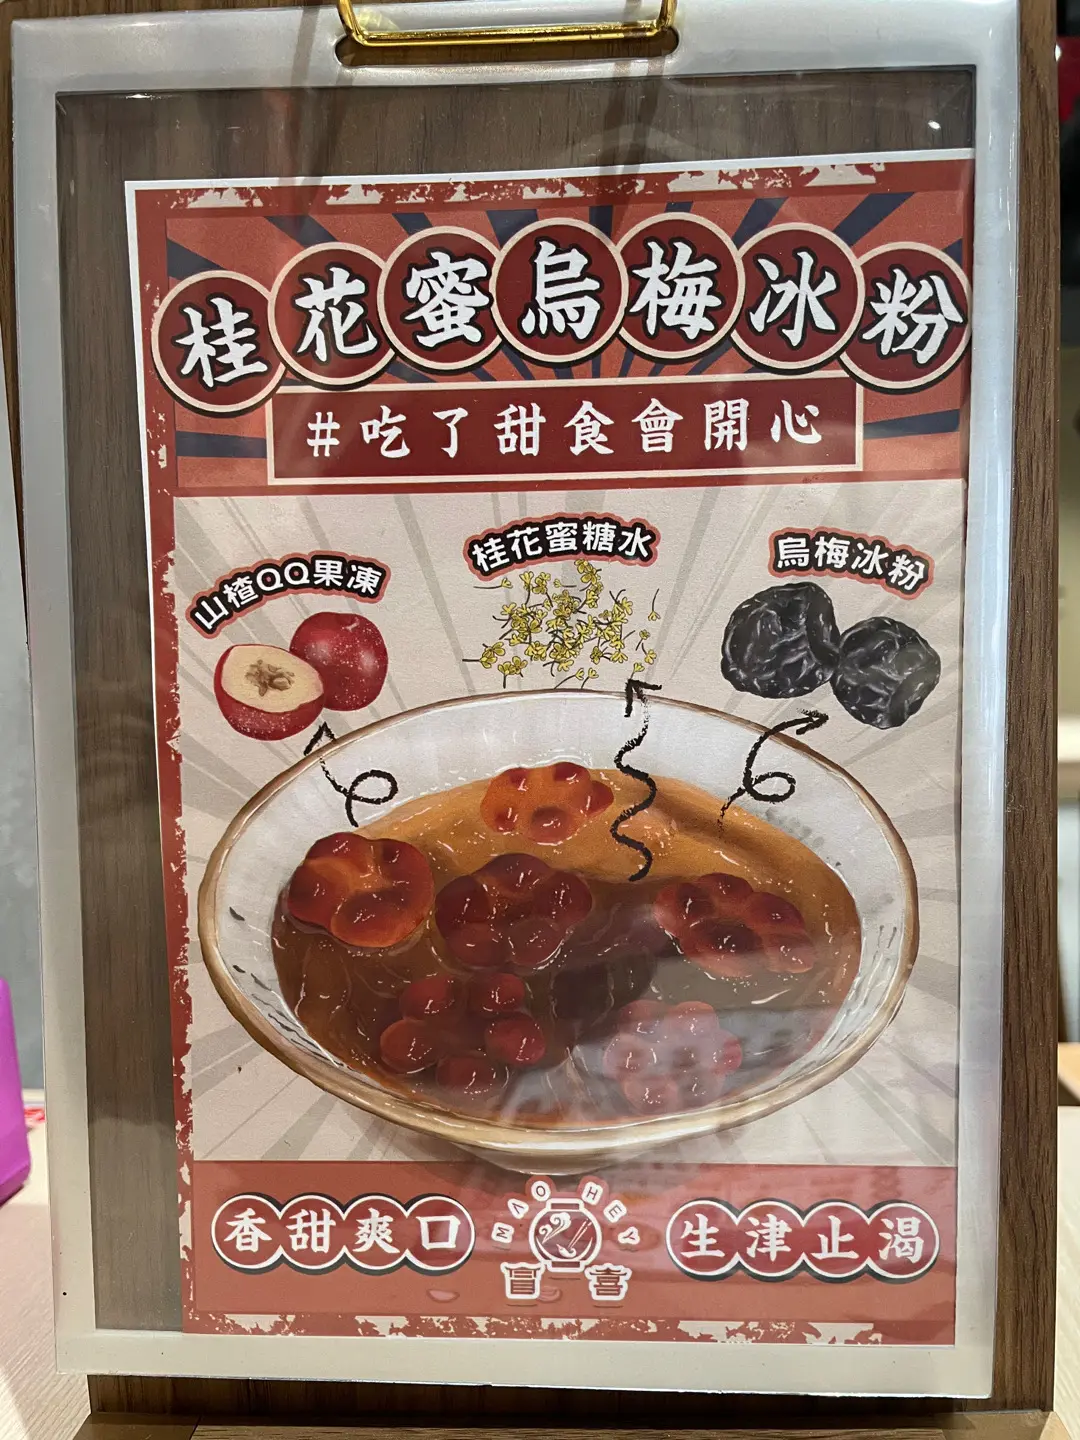 桂花蜜烏梅冰粉
#吃了甜食會開心
山楂QQ果凍
桂花蜜糖水
烏梅冰粉
香甜爽口
MAO HEY
冒喜
生津止渴